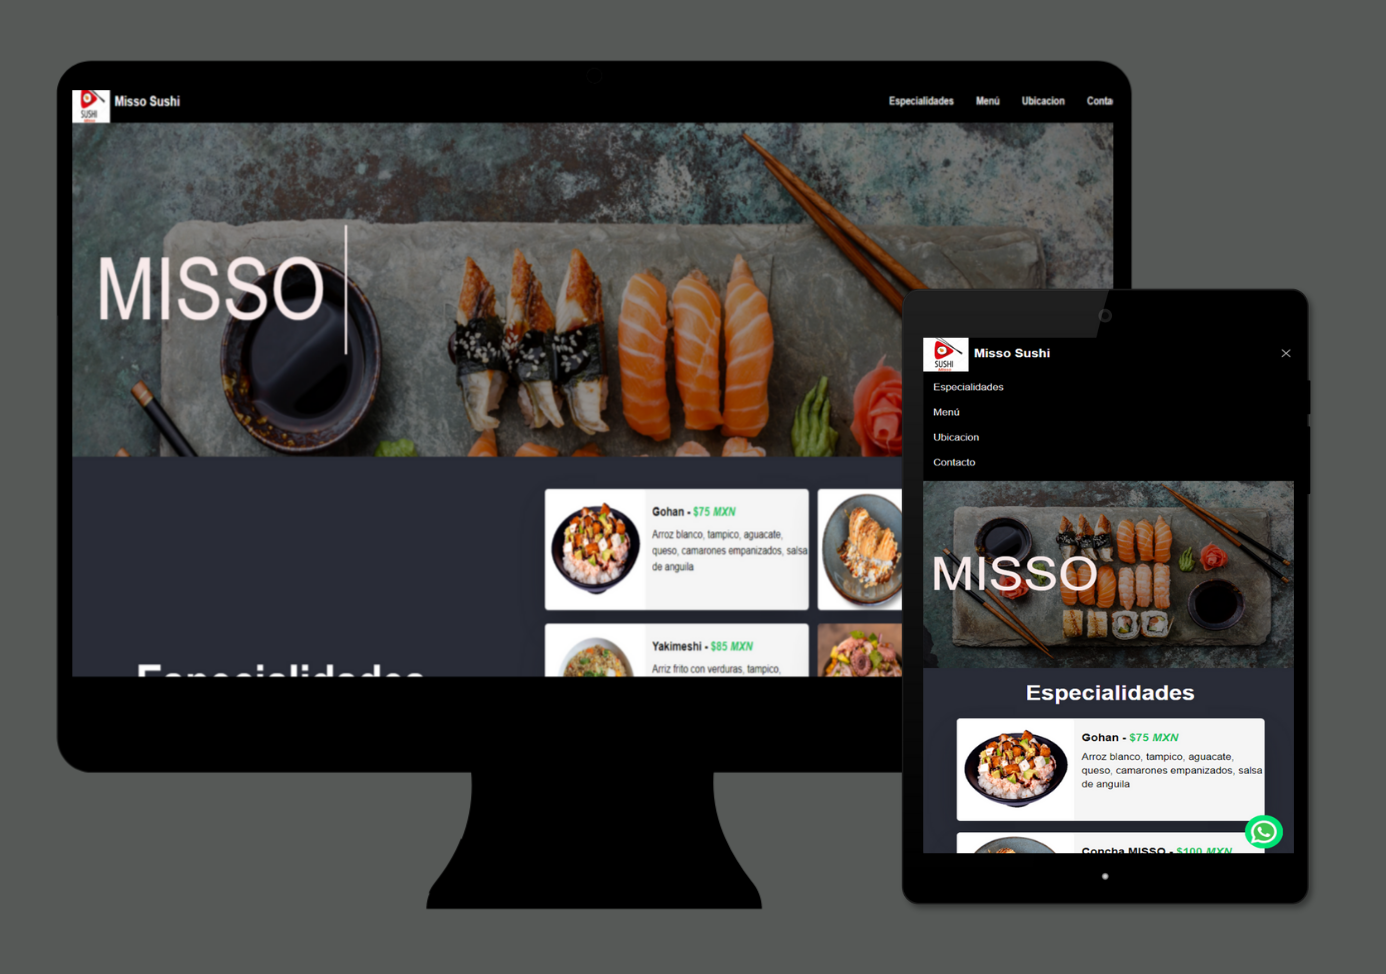 SUSHI
Misso Sushi
Especialidades Menú Ubicacion Conta
MISSO
Gohan - $75 MXN
Arroz blanco, tampico, aguacate,
queso, camarones empanizados, salsa
de anguila
Yakimeshi - $85 MXN
Arriz frito con verduras, tampico,
Especialidades
SUSHI
Misso Sushi
Especialidades
Menú
Ubicacion
Contacto
MISSO
Especialidades
Gohan - $75 MXN
Arroz blanco, tampico, aguacate,
queso, camarones empanizados, salsa
de anguila
Concha MISSO - $100 MXN